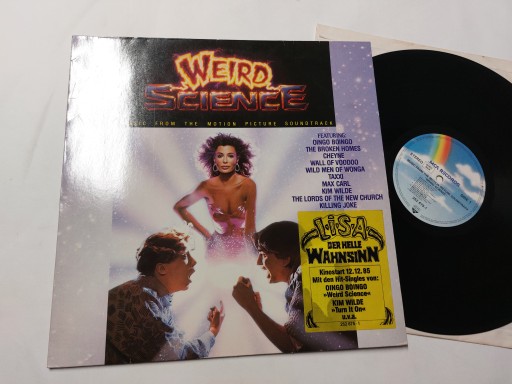 WEIRD
SCIENCE
MUSIC FROM THE MOTION PICTURE SOUNDTRACK
FEATURING
OINGO BOINGO
THE BROKEN HOMES
CHEYNE
WALL OF VOODOO
WILD MEN OF WONGA
TAXXI
MAX CARL
KIM WILDE
THE LORDS OF THE NEW CHURCH
KILLING JOKE
L·I·S·A
DER HELLE
WAHNSINN
Kinostart 12.12.85
Mit den Hit-Singles von:
OINGO BOINGO
»Weird Science«
KIM WILDE
»Turn It On«
u.v.a.
MCA RECORDS